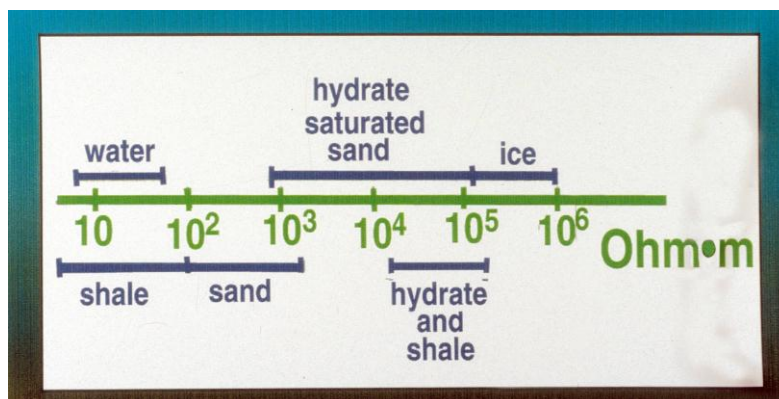 hydrate
saturated
sand
water
ice
10 10² 10³ 10⁴ 10⁵ 10⁶ Ohm•m
shale
sand
hydrate
and
shale